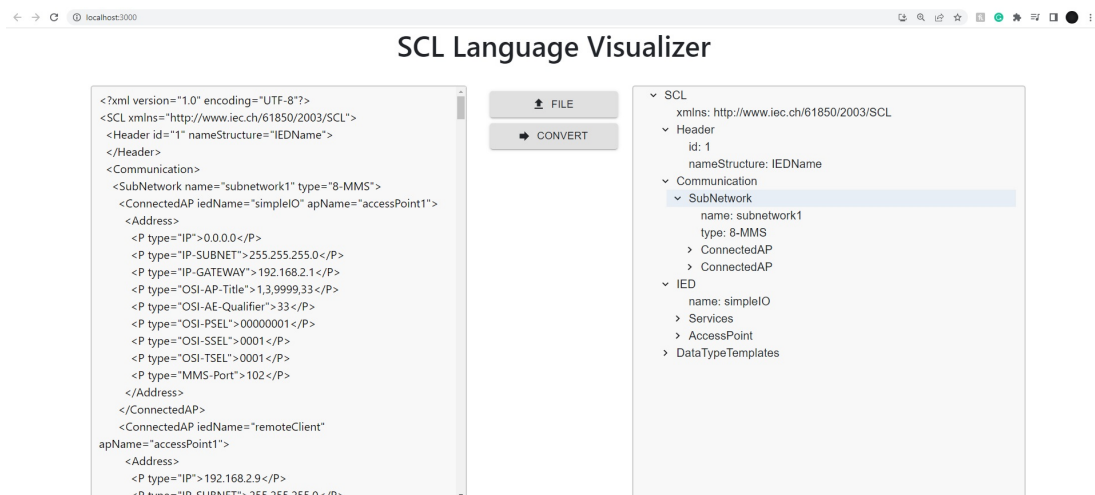 localhost:3000
SCL Language Visualizer
<?xml version="1.0" encoding="UTF-8"?>
<SCL xmlns="http://www.iec.ch/61850/2003/SCL">
<Header id="1" nameStructure="IEDName">
</Header>
<Communication>
<SubNetwork name="subnetwork1" type="8-MMS">
<ConnectedAP iedName="simpleIO" apName="accessPoint1">
<Address>
<P type="IP">0.0.0.0</P>
<P type="IP-SUBNET">255.255.255.0</P>
<P type="IP-GATEWAY">192.168.2.1</P>
<P type="OSI-AP-Title">1,3,9999,33</P>
<P type="OSI-AE-Qualifier">33</P>
<P type="OSI-PSEL">00000001</P>
<P type="OSI-SSEL">0001</P>
<P type="OSI-TSEL">0001</P>
<P type="MMS-Port">102</P>
</Address>
</ConnectedAP>
<ConnectedAP iedName="remoteClient"
apName="accessPoint1">
<Address>
<P type="IP">192.168.2.9</P>
<P type="IP-SUBNET">255.255.255.0</P>
FILE
CONVERT
SCL
xmlns: http://www.iec.ch/61850/2003/SCL
Header
id: 1
nameStructure: IEDName
Communication
SubNetwork
name: subnetwork1
type: 8-MMS
ConnectedAP
ConnectedAP
IED
name: simpleIO
Services
AccessPoint
DataTypeTemplates